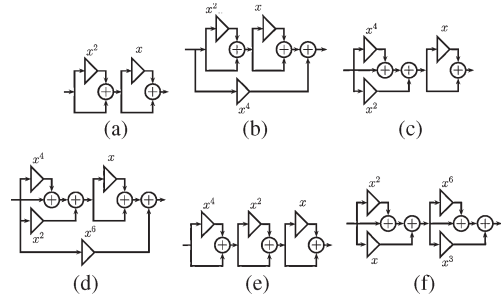 x² x
(a)
x² x
x⁴
(b)
x⁴ x
x²
(c)
x⁴ x
x² x⁶
(d)
x⁴ x² x
(e)
x² x⁶
x x³
(f)